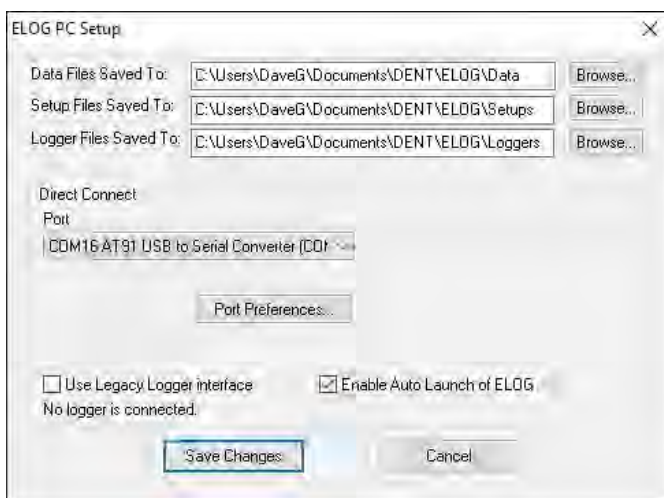 ELOG PC Setup
Data Files Saved To: C:\Users\DaveG\Documents\DENT\ELOG\Data Browse...
Setup Files Saved To: C:\Users\DaveG\Documents\DENT\ELOG\Setups Browse...
Logger Files Saved To: C:\Users\DaveG\Documents\DENT\ELOG\Loggers Browse...
Direct Connect
Port
COM16 AT91 USB to Serial Converter (CO
Port Preferences...
Use Legacy Logger interface Enable Auto Launch of ELOG
No logger is connected.
Save Changes Cancel